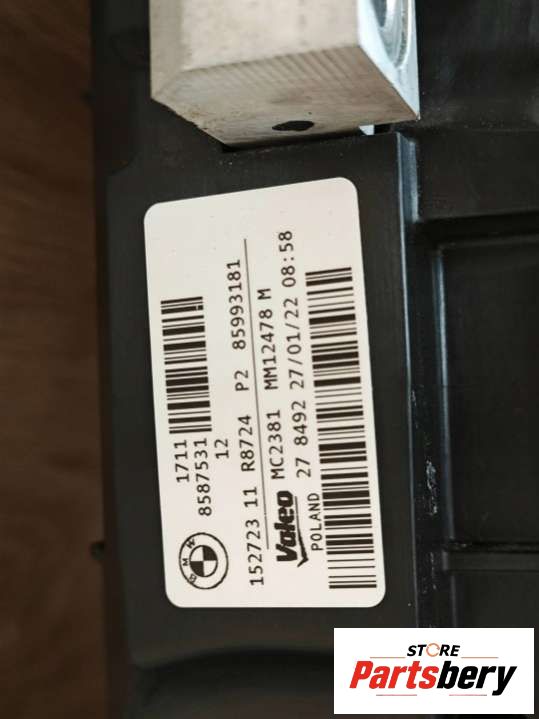 BMW
1711
8587531
12
152723 11 R8724 P2 85993181
Valeo MC2381 MM12478 M
POLAND 27 8492 27/01/22 08:58
STORE
Partsbery